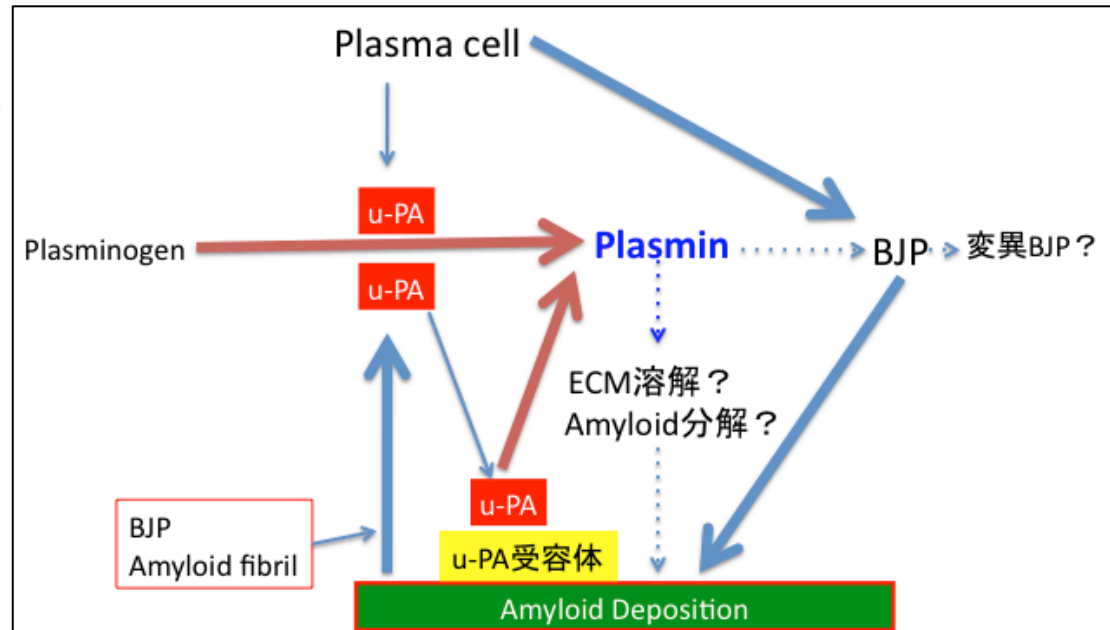 Plasma cell
u-PA
Plasminogen
Plasmin
BJP
変異BJP？
u-PA
ECM溶解？
Amyloid分解？
u-PA
BJP
Amyloid fibril
u-PA受容体
Amyloid Deposition